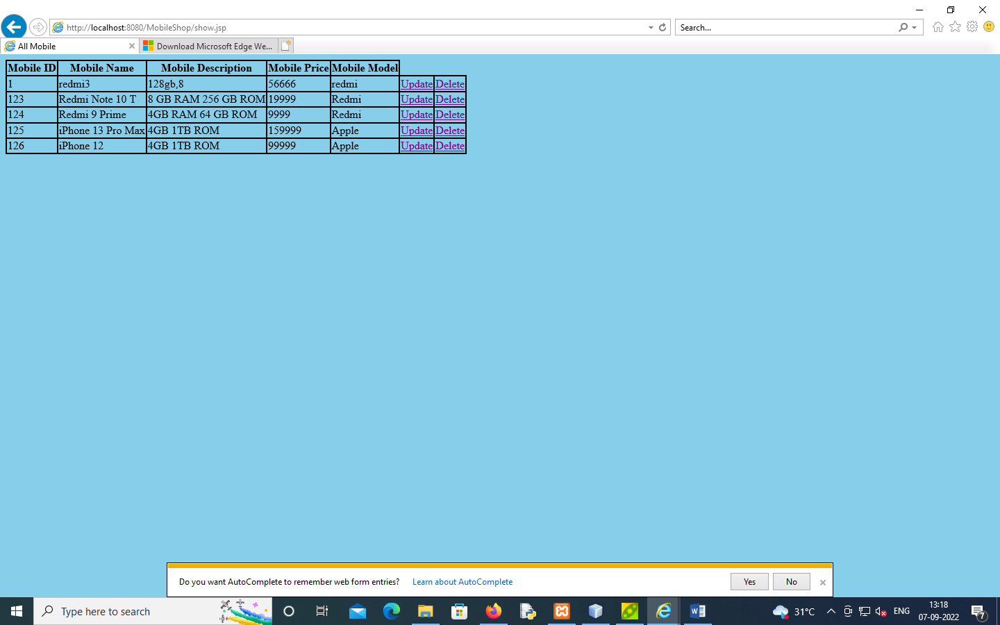 http://localhost:8080/MobileShop/show.jsp
Search...
All Mobile
Download Microsoft Edge We...
Mobile ID Mobile Name Mobile Description Mobile Price Mobile Model
1 redmi3 128gb,8 56666 redmi Update Delete
123 Redmi Note 10 T 8 GB RAM 256 GB ROM 19999 Redmi Update Delete
124 Redmi 9 Prime 4GB RAM 64 GB ROM 9999 Redmi Update Delete
125 iPhone 13 Pro Max 4GB 1TB ROM 159999 Apple Update Delete
126 iPhone 12 4GB 1TB ROM 99999 Apple Update Delete
Do you want AutoComplete to remember web form entries? Learn about AutoComplete Yes No
Type here to search
31°C
ENG
13:18
07-09-2022
7